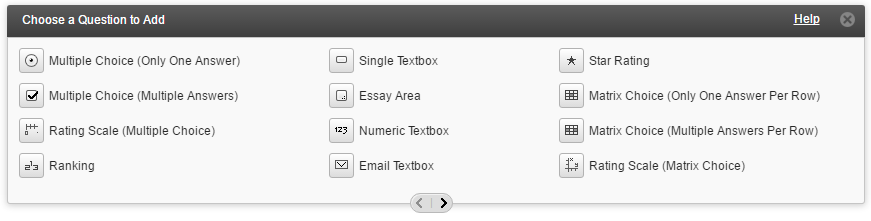 Choose a Question to Add
Help
Multiple Choice (Only One Answer)
Single Textbox
Star Rating
Multiple Choice (Multiple Answers)
Essay Area
Matrix Choice (Only One Answer Per Row)
Rating Scale (Multiple Choice)
123 Numeric Textbox
Matrix Choice (Multiple Answers Per Row)
Ranking
Email Textbox
Rating Scale (Matrix Choice)